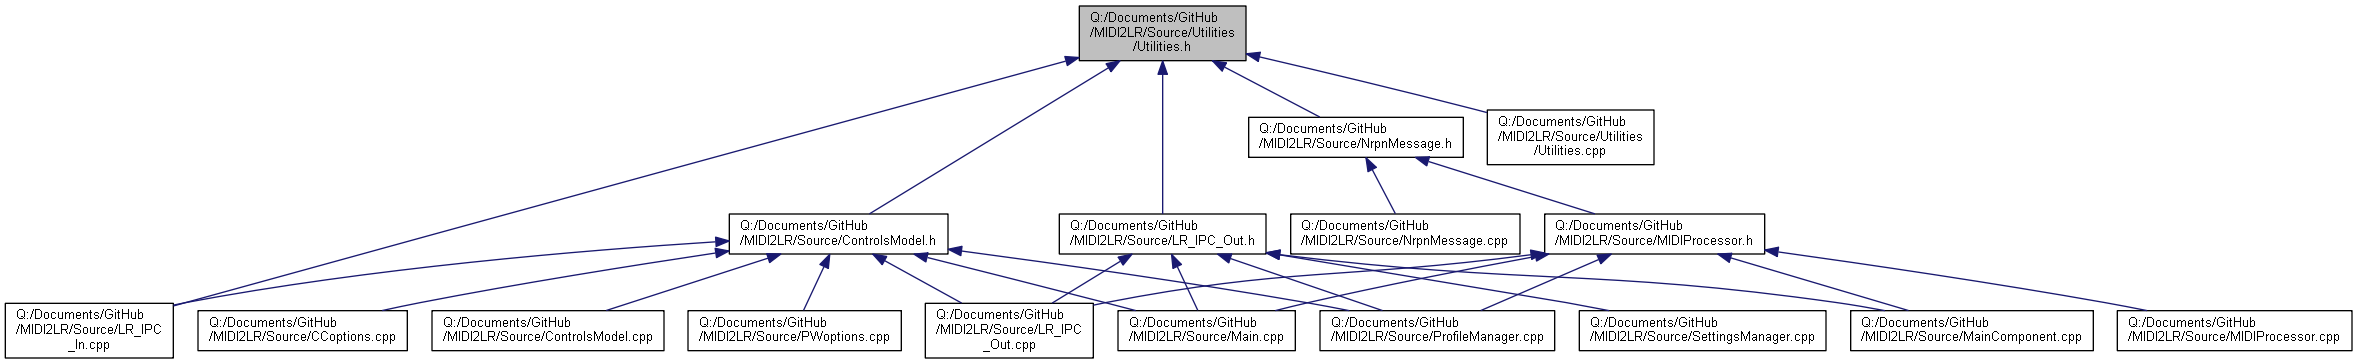 Q:/Documents/GitHub
/MIDI2LR/Source/Utilities
/Utilities.h
Q:/Documents/GitHub
/MIDI2LR/Source/NrpnMessage.h
Q:/Documents/GitHub
/MIDI2LR/Source/Utilities
/Utilities.cpp
Q:/Documents/GitHub
/MIDI2LR/Source/ControlsModel.h
Q:/Documents/GitHub
/MIDI2LR/Source/LR_IPC_Out.h
Q:/Documents/GitHub
/MIDI2LR/Source/NrpnMessage.cpp
Q:/Documents/GitHub
/MIDI2LR/Source/MIDIProcessor.h
Q:/Documents/GitHub
/MIDI2LR/Source/LR_IPC
_In.cpp
Q:/Documents/GitHub
/MIDI2LR/Source/CCoptions.cpp
Q:/Documents/GitHub
/MIDI2LR/Source/ControlsModel.cpp
Q:/Documents/GitHub
/MIDI2LR/Source/PWoptions.cpp
Q:/Documents/GitHub
/MIDI2LR/Source/LR_IPC
_Out.cpp
Q:/Documents/GitHub
/MIDI2LR/Source/Main.cpp
Q:/Documents/GitHub
/MIDI2LR/Source/ProfileManager.cpp
Q:/Documents/GitHub
/MIDI2LR/Source/SettingsManager.cpp
Q:/Documents/GitHub
/MIDI2LR/Source/MainComponent.cpp
Q:/Documents/GitHub
/MIDI2LR/Source/MIDIProcessor.cpp